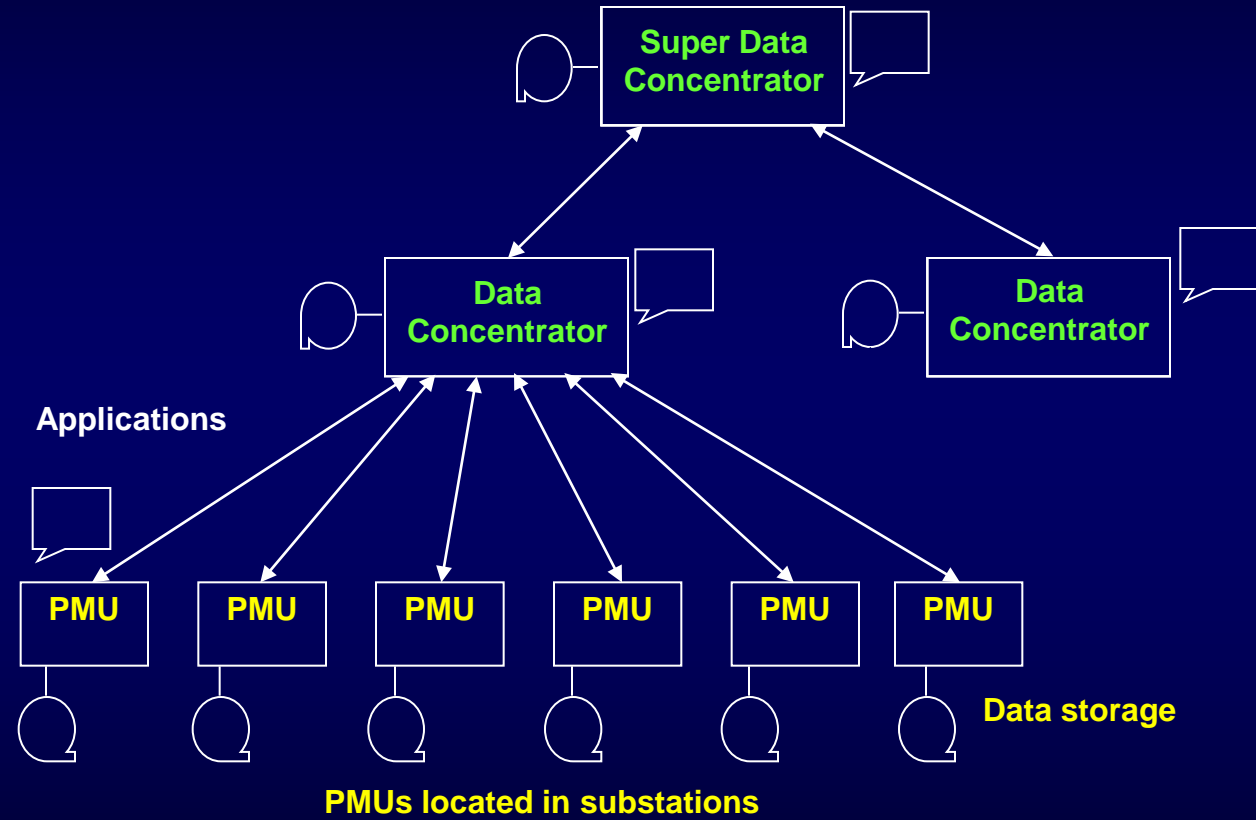 Super Data
Concentrator
Data
Concentrator
Data
Concentrator
Applications
PMU
PMU
PMU
PMU
PMU
PMU
Data storage
PMUs located in substations